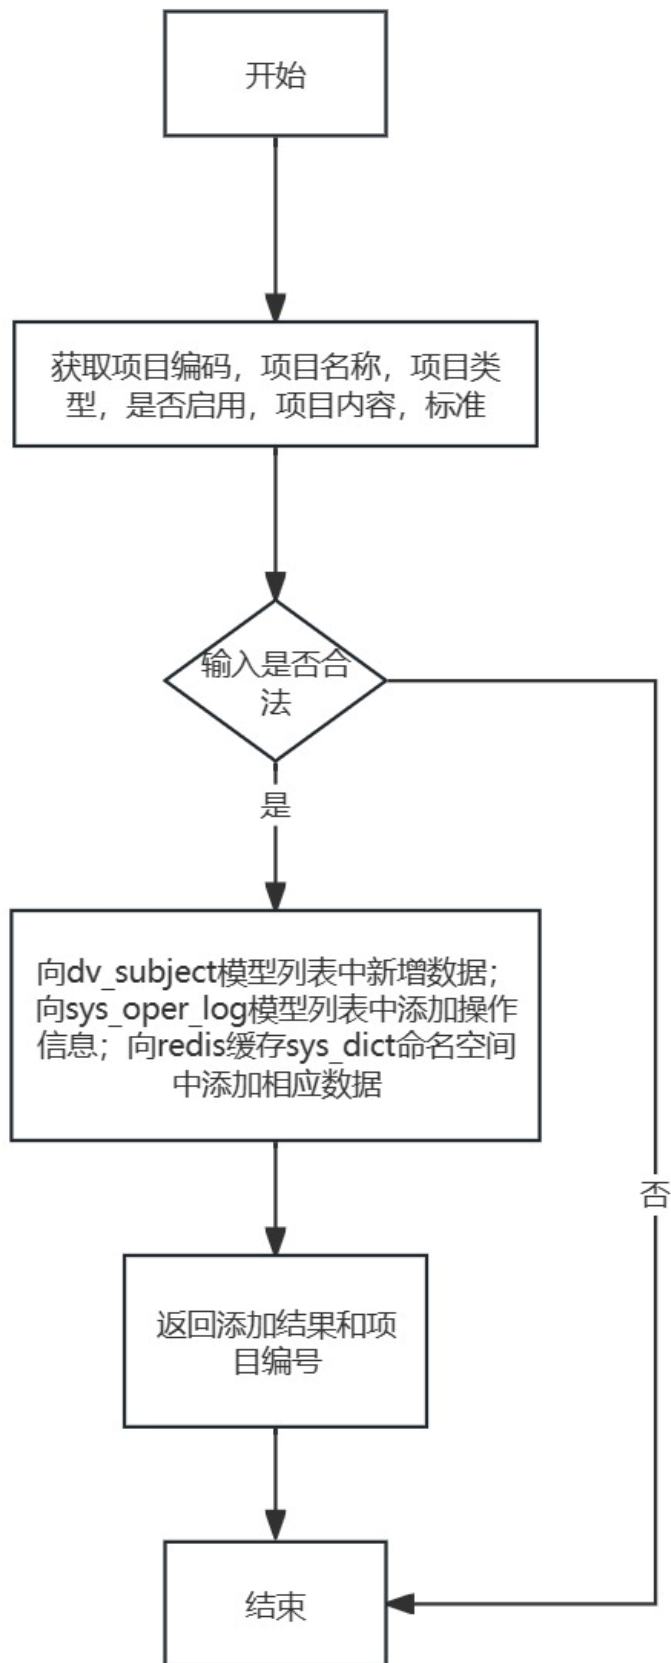 开始
获取项目编码，项目名称，项目类
型，是否启用，项目内容，标准
输入是否合
法
是
向dv_subject模型列表中新增数据；
向sys_oper_log模型列表中添加操作
信息；向redis缓存sys_dict命名空间
中添加相应数据
否
返回添加结果和项
目编号
结束